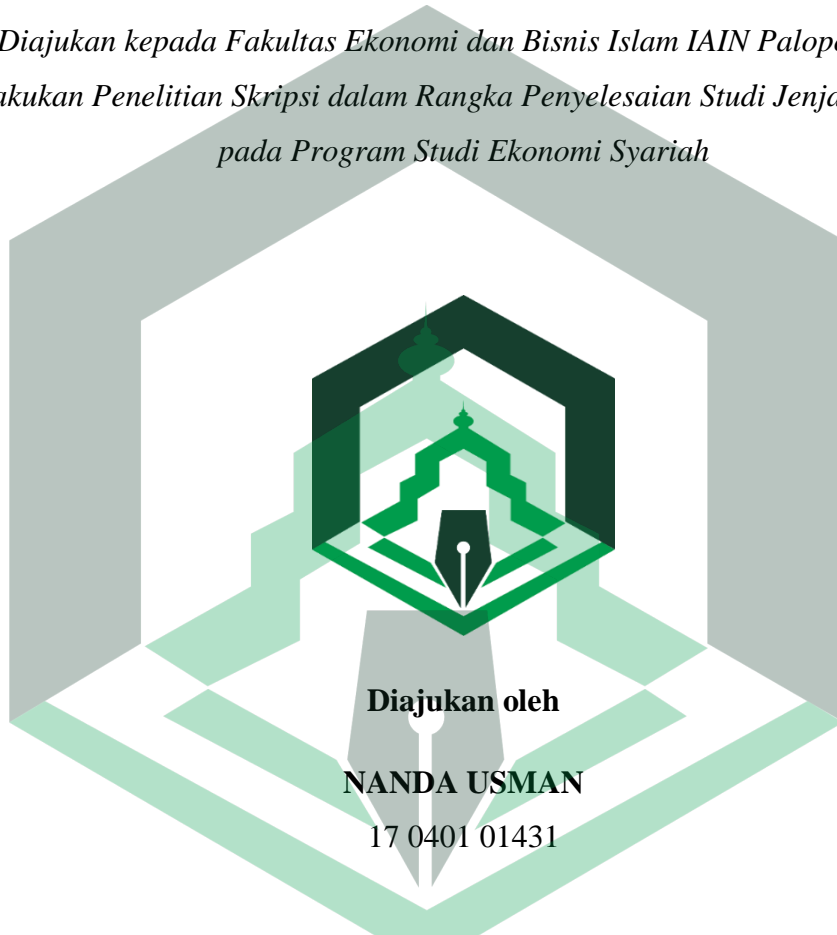 Diajukan kepada Fakultas Ekonomi dan Bisnis Islam IAIN
Penelitian Skripsi dalam Rangka Penyelesaian Studi
pada Program Studi Ekonomi Syariah
Diajukan oleh
NANDA USMAN
17 0401 01431